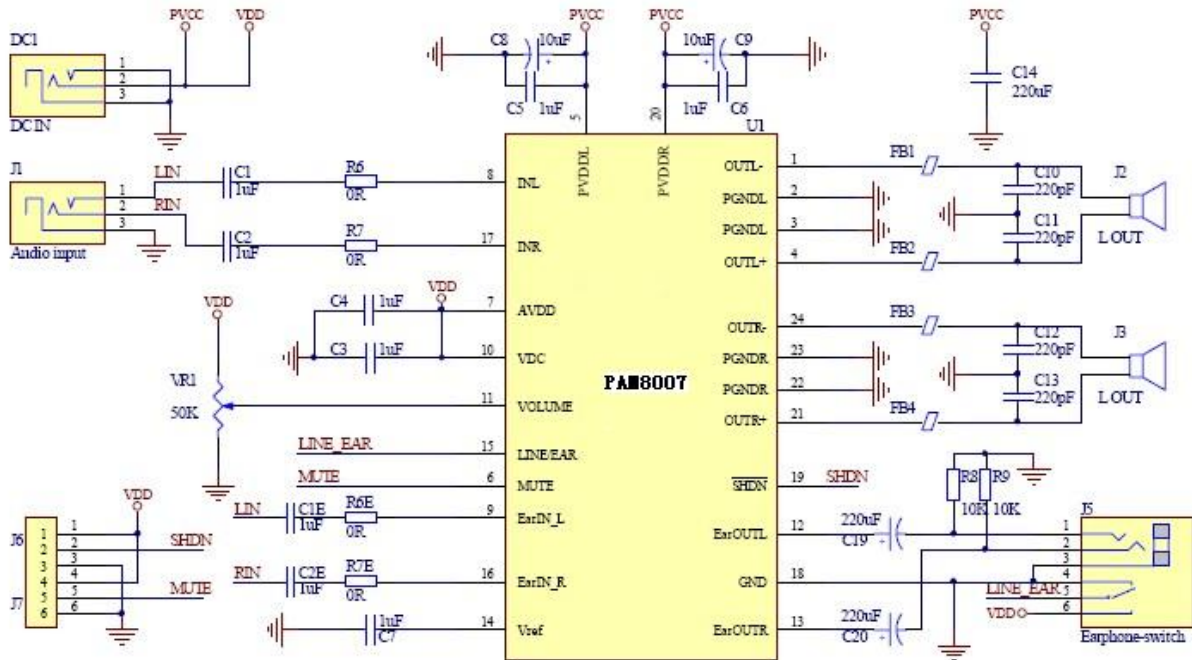 PVCC VDD
DC1
1
2
3
DC IN
PVCC PVCC
C8 10uF 10uF C9
C5 1uF 1uF C6
5 20
PVCC
C14
220uF
U1
PVDDL PVDDR
J1
LIN
RIN
1
2
3
Audio input
C1
1uF
R6
0R
8 INL
C2
1uF
R7
0R
17 INR
OUTL- 1 FB1
PGNDL 2
PGNDL 3
OUTL+ 4 FB2
C10
220pF
C11
220pF
J2
L OUT
VDD
C4 1uF
7 AVDD
C3 1uF
10 VDC
VDD
VR1
50K
11 VOLUME
PAM8007
OUTR- 24 FB3
PGNDR 23
PGNDR 22
OUTR+ 21 FB4
C12
220pF
C13
220pF
J3
L OUT
LINE_EAR 15 LINE/EAR
MUTE 6 MUTE
SHDN 19 SHDN
R8 R9
10K 10K
VDD
J6
J7
1 1
2 2
3 3
4 4
5 5
6 6
SHDN
MUTE
LIN
C1E
1uF
R6E
0R
9 EarIN_L
RIN
C2E
1uF
R7E
0R
16 EarIN_R
1uF
C7
14 Vref
EarOUTL 12
220uF
C19
GND 18
EarOUTR 13
220uF
C20
J5
1
2
3
4
5
6
LINE_EAR
VDD
Earphone-switch